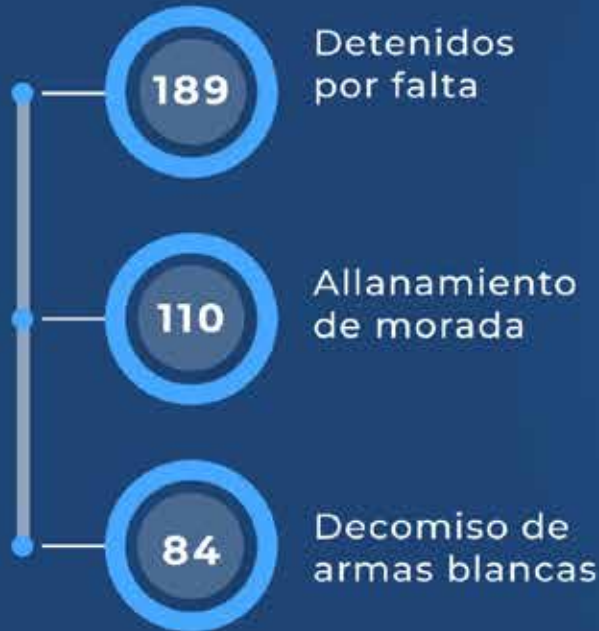 189
Detenidos
por falta
110
Allanamiento
de morada
84
Decomiso de
armas blancas